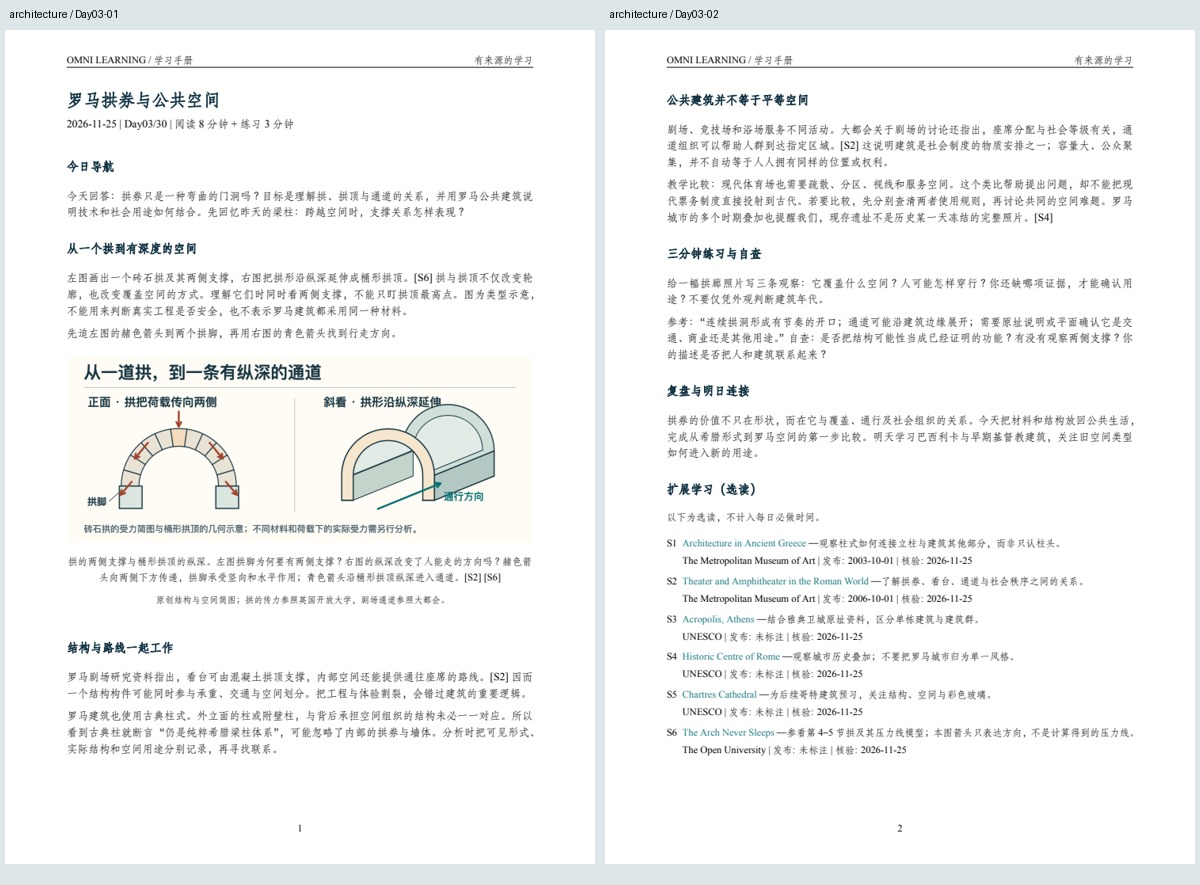 architecture / Day03-01
OMNI LEARNING / 学习手册
有来源的学习
罗马拱券与公共空间
2026-11-25 | Day03/30 | 阅读 8 分钟 + 练习 3 分钟
今日导航
今天回答：拱券只是一种弯曲的门洞吗？目标是理解拱、拱顶与通道的关系，并用罗马公共建筑说
明技术和社会用途如何结合。先回忆昨天的梁柱：跨越空间时，支撑关系怎样表现？
从一个拱到有深度的空间
左图画出一个砖石拱及其两侧支撑，右图把拱形沿纵深延伸成桶形拱顶。[S6] 拱与拱顶不仅改变轮
廓，也改变覆盖空间的方式。理解它们时同时看两侧支撑，不能只盯拱顶最高点。图为类型示意，
不能用来判断真实工程是否安全，也不表示罗马建筑都采用同一种材料。
先追左图的赭色箭头到两个拱脚，再用右图的青色箭头找到行走方向。
从一道拱，到一条有纵深的通道
正面 · 拱把荷载传向两侧
斜看 · 拱形沿纵深延伸
拱脚
通行方向
砖石拱的受力简图与桶形拱顶的几何示意；不同材料和荷载下的实际受力需另行分析。
拱的两侧支撑与桶形拱顶的纵深。左图拱脚为何要有两侧支撑？右图的纵深改变了人能走的方向吗？赭色箭
头向两侧下方传递，拱脚承受竖向和水平作用；青色箭头沿桶形拱顶纵深进入通道。[S2] [S6]
原创结构与空间简图；拱的传力参照英国开放大学，剧场通道参照大都会。
结构与路线一起工作
罗马剧场研究资料指出，看台可由混凝土拱顶支撑，内部空间还能提供通往座席的路线。[S2] 因而
一个结构构件可能同时参与承重、交通与空间划分。把工程与体验割裂，会错过建筑的重要逻辑。
罗马建筑也使用古典柱式。外立面的柱或附壁柱，与背后承担空间组织的结构未必一一对应。所以
看到古典柱就断言“仍是纯粹希腊梁柱体系”，可能忽略了内部的拱券与墙体。分析时把可见形式、
实际结构和空间用途分别记录，再寻找联系。
1
architecture / Day03-02
OMNI LEARNING / 学习手册
有来源的学习
公共建筑并不等于平等空间
剧场、竞技场和浴场服务不同活动。大都会关于剧场的讨论还指出，座席分配与社会等级有关，通
道组织可以帮助人群到达指定区域。[S2] 这说明建筑是社会制度的物质安排之一；容量大、公众聚
集，并不自动等于人人拥有同样的位置或权利。
教学比较：现代体育场也需要疏散、分区、视线和服务空间。这个类比帮助提出问题，却不能把现
代票务制度直接投射到古代。若要比较，先分别查清两者使用规则，再讨论共同的空间难题。罗马
城市的多个时期叠加也提醒我们，现存遗址不是历史某一天冻结的完整照片。[S4]
三分钟练习与自查
给一幅拱廊照片写三条观察：它覆盖什么空间？人可能怎样穿行？你还缺哪项证据，才能确认用
途？不要仅凭外观判断建筑年代。
参考：“连续拱洞形成有节奏的开口；通道可能沿建筑边缘展开；需要原址说明或平面确认它是交
通、商业还是其他用途。”自查：是否把结构可能性当成已经证明的功能？有没有观察两侧支撑？你
的描述是否把人和建筑联系起来？
复盘与明日连接
拱券的价值不只在形状，而在它与覆盖、通行及社会组织的关系。今天把材料和结构放回公共生活，
完成从希腊形式到罗马空间的第一步比较。明天学习巴西利卡与早期基督教建筑，关注旧空间类型
如何进入新的用途。
扩展学习（选读）
以下为选读，不计入每日必做时间。
S1 Architecture in Ancient Greece —观察柱式如何连接立柱与建筑其他部分，而非只认柱头。
The Metropolitan Museum of Art | 发布：2003-10-01 | 核验：2026-11-25
S2 Theater and Amphitheater in the Roman World —了解拱券、看台、通道与社会秩序之间的关系。
The Metropolitan Museum of Art | 发布：2006-10-01 | 核验：2026-11-25
S3 Acropolis, Athens —结合雅典卫城原址资料，区分单栋建筑与建筑群。
UNESCO | 发布：未标注 | 核验：2026-11-25
S4 Historic Centre of Rome —观察城市历史叠加；不要把罗马城市归为单一风格。
UNESCO | 发布：未标注 | 核验：2026-11-25
S5 Chartres Cathedral —为后续哥特建筑预习，关注结构、空间与彩色玻璃。
UNESCO | 发布：未标注 | 核验：2026-11-25
S6 The Arch Never Sleeps —参看第 4–5 节拱及其压力线模型；本图箭头只表达方向，不是计算得到的压力线。
The Open University | 发布：未标注 | 核验：2026-11-25
2